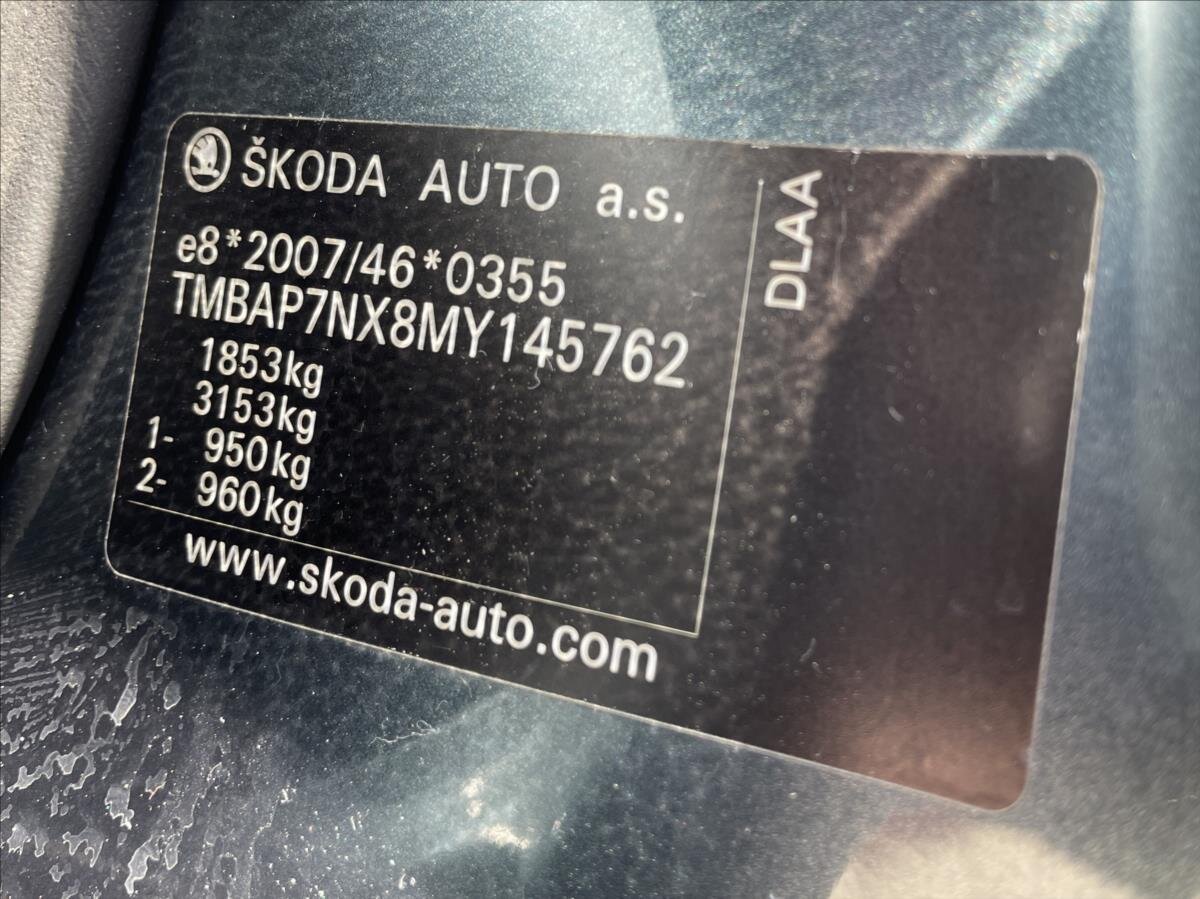 ŠKODA AUTO a.s.
e8*2007/46*0355
TMBAP7NX8MY145762
1853kg
3153kg
1- 950kg
2- 960kg
www.skoda-auto.com
DLAA